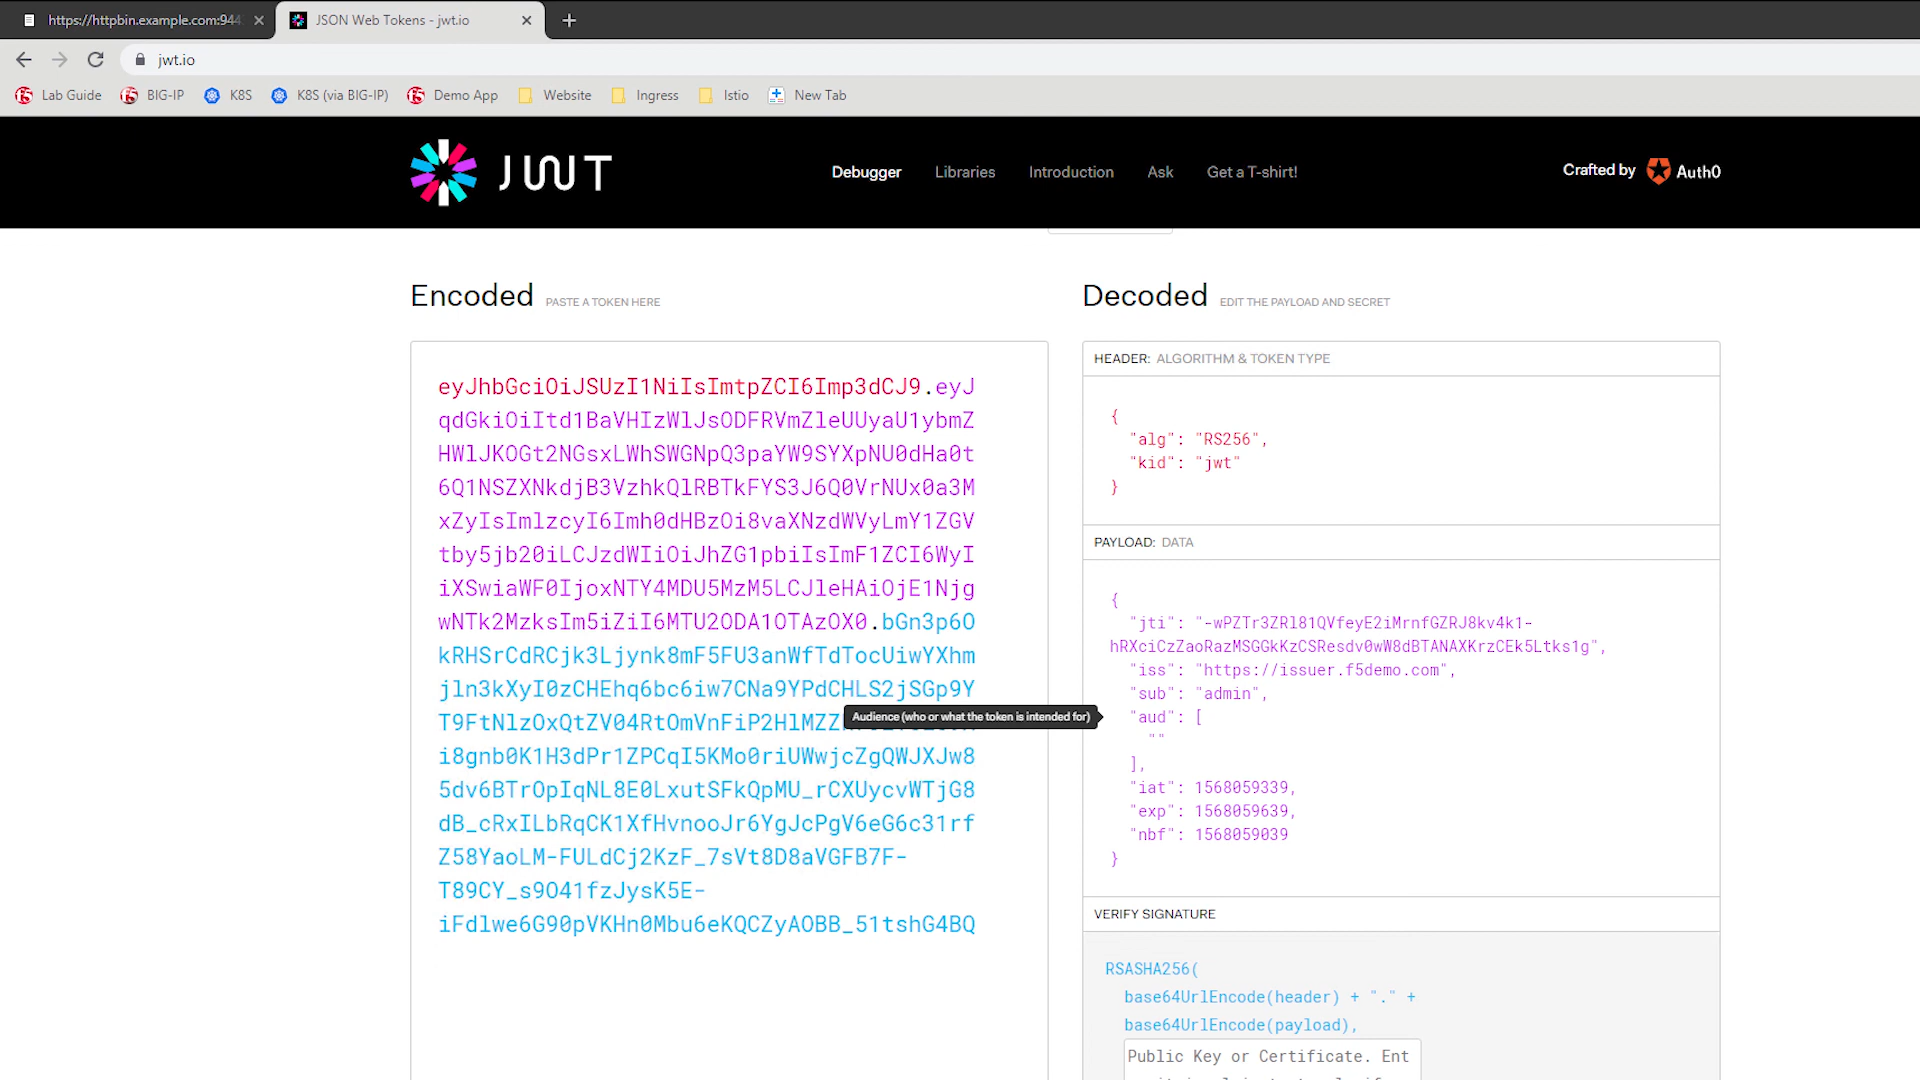 https://httpbin.example.com:944
JSON Web Tokens - jwt.io
jwt.io
Lab Guide
BIG-IP
K8S
K8S (via BIG-IP)
Demo App
Website
Ingress
Istio
New Tab
JWT
Debugger
Libraries
Introduction
Ask
Get a T-shirt!
Crafted by Auth0
Encoded PASTE A TOKEN HERE
eyJhbGciOiJSUzI1NiIsImtpZCI6Imp3dCJ9.eyJ
qdGkiOiItd1BaVHIzWlJsODFRVmZleUUyaU1ybmZ
HWlJKOGt2NGsxLWhSWGNpQ3paYW9SYXpNU0dHa0t
6Q1NSZXNkdjB3VzhkQlRBTkFYS3J6Q0VrNUx0a3M
xZyIsImlzcyI6Imh0dHBzOi8vaXNzdWVyLmY1ZGV
tby5jb20iLCJzdWIiOiJhZG1pbiIsImF1ZCI6WyI
iXSwiaWF0IjoxNTY4MDU5MzM5LCJleHAiOjE1Njg
wNTk2MzksIm5iZiI6MTU2ODA1OTAzOX0.bGn3p6O
kRHSrCdRCjk3Ljynk8mF5FU3anWfTdTocUiwYXhm
jln3kXyI0zCHEhq6bc6iw7CNa9YPdCHLS2jSGp9Y
T9FtNlzOxQtZV04RtOmVnFiP2HlMZZ
i8gnb0K1H3dPr1ZPCqI5KMo0riUWwjcZgQWJXJw8
5dv6BTrOpIqNL8E0LxutSFkQpMU_rCXUycvWTjG8
dB_cRxILbRqCK1XfHvnooJr6YgJcPgV6eG6c31rf
Z58YaoLM-FULdCj2KzF_7sVt8D8aVGFB7F-
T89CY_s9O41fzJysK5E-
iFdlwe6G90pVKHn0Mbu6eKQCZyAOBB_51tshG4BQ
Decoded EDIT THE PAYLOAD AND SECRET
HEADER: ALGORITHM & TOKEN TYPE
{
"alg": "RS256",
"kid": "jwt"
}
PAYLOAD: DATA
{
"jti": "-wPZTr3ZRl81QVfeyE2iMrnfGZRJ8kv4k1-
hRXciCzZaoRazMSGGkKzCSResdv0wW8dBTANAXKrzCEk5Ltks1g",
"iss": "https://issuer.f5demo.com",
"sub": "admin",
Audience (who or what the token is intended for)
"aud": [
""
],
"iat": 1568059339,
"exp": 1568059639,
"nbf": 1568059039
}
VERIFY SIGNATURE
RSASHA256(
base64UrlEncode(header) + "." +
base64UrlEncode(payload),
Public Key or Certificate. Ent